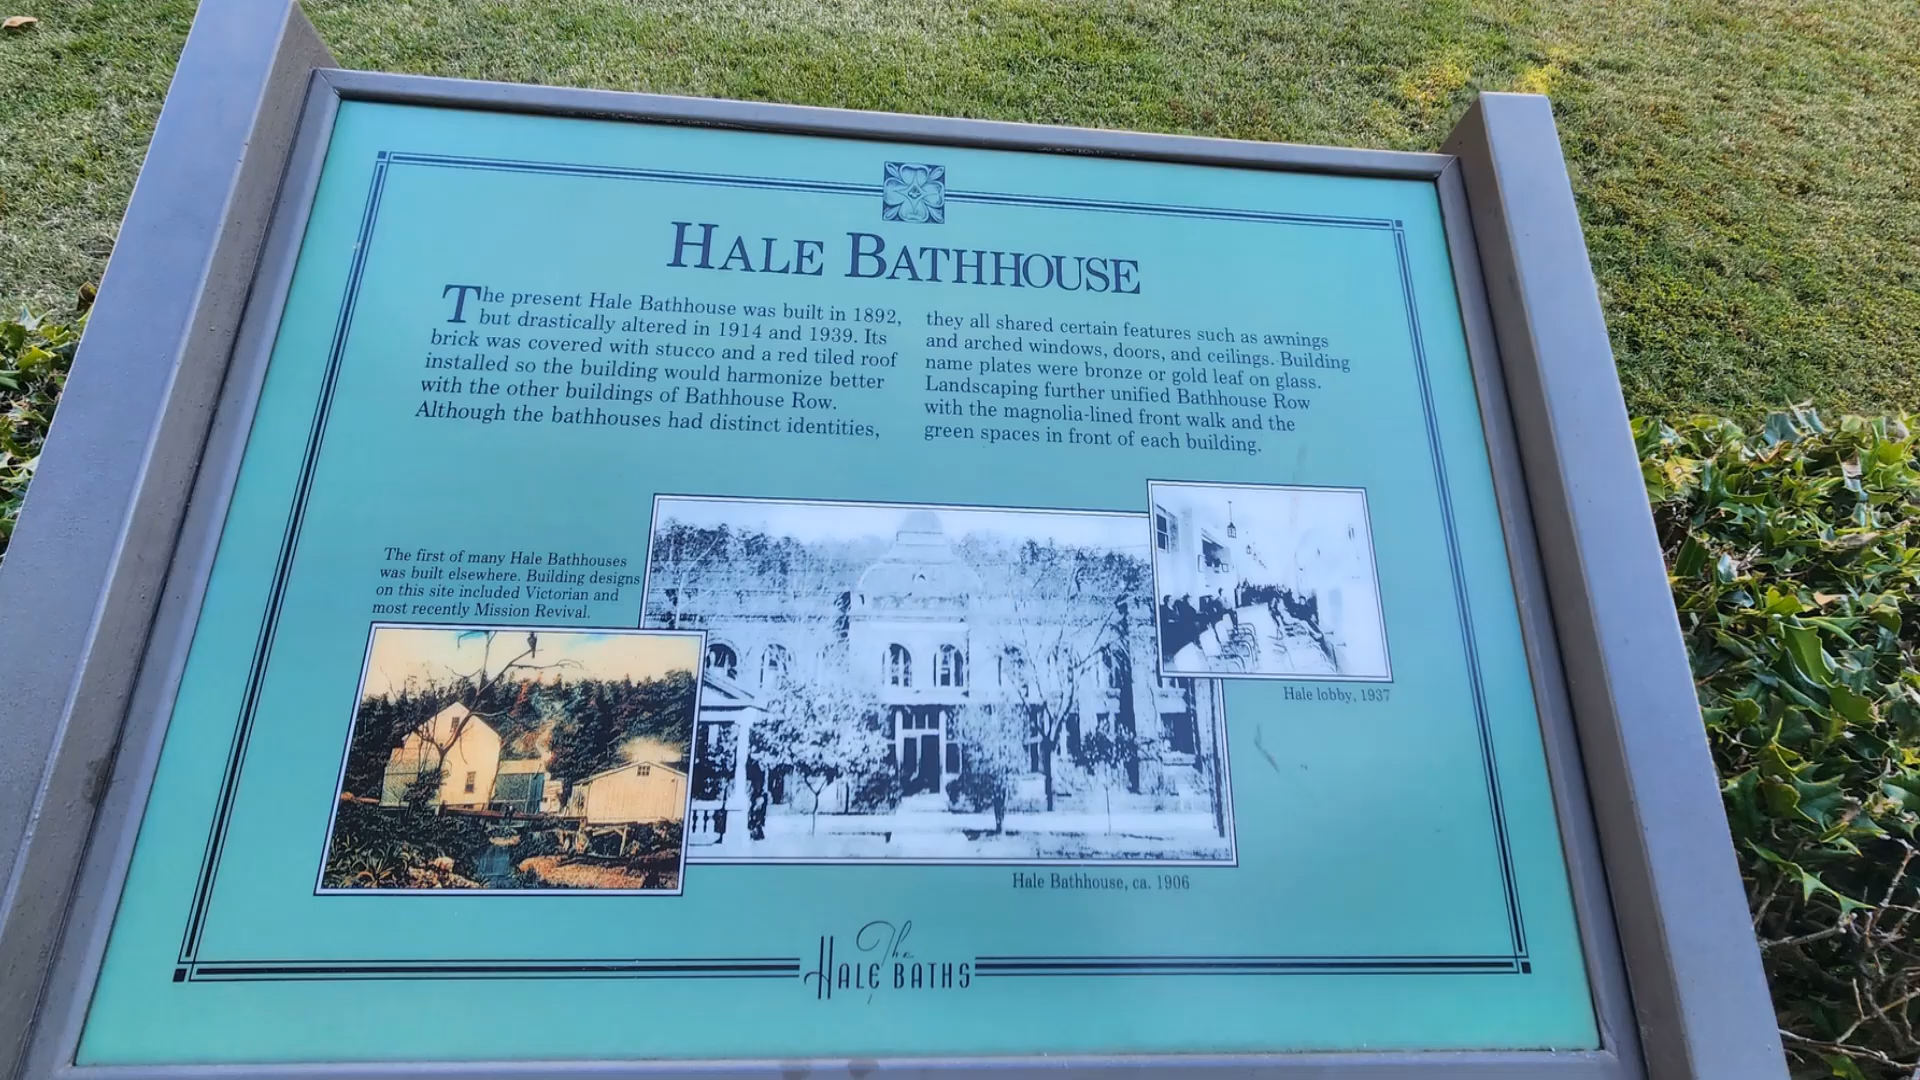 HALE BATHHOUSE
The present Hale Bathhouse was built in 1892,
but drastically altered in 1914 and 1939. Its
brick was covered with stucco and a red tiled roof
installed so the building would harmonize better
with the other buildings of Bathhouse Row.
Although the bathhouses had distinct identities,
they all shared certain features such as awnings
and arched windows, doors, and ceilings. Building
name plates were bronze or gold leaf on glass.
Landscaping further unified Bathhouse Row
with the magnolia-lined front walk and the
green spaces in front of each building.
The first of many Hale Bathhouses
was built elsewhere. Building designs
on this site included Victorian and
most recently Mission Revival.
Hale lobby, 1937
Hale Bathhouse, ca. 1906
The
HALE BATHS